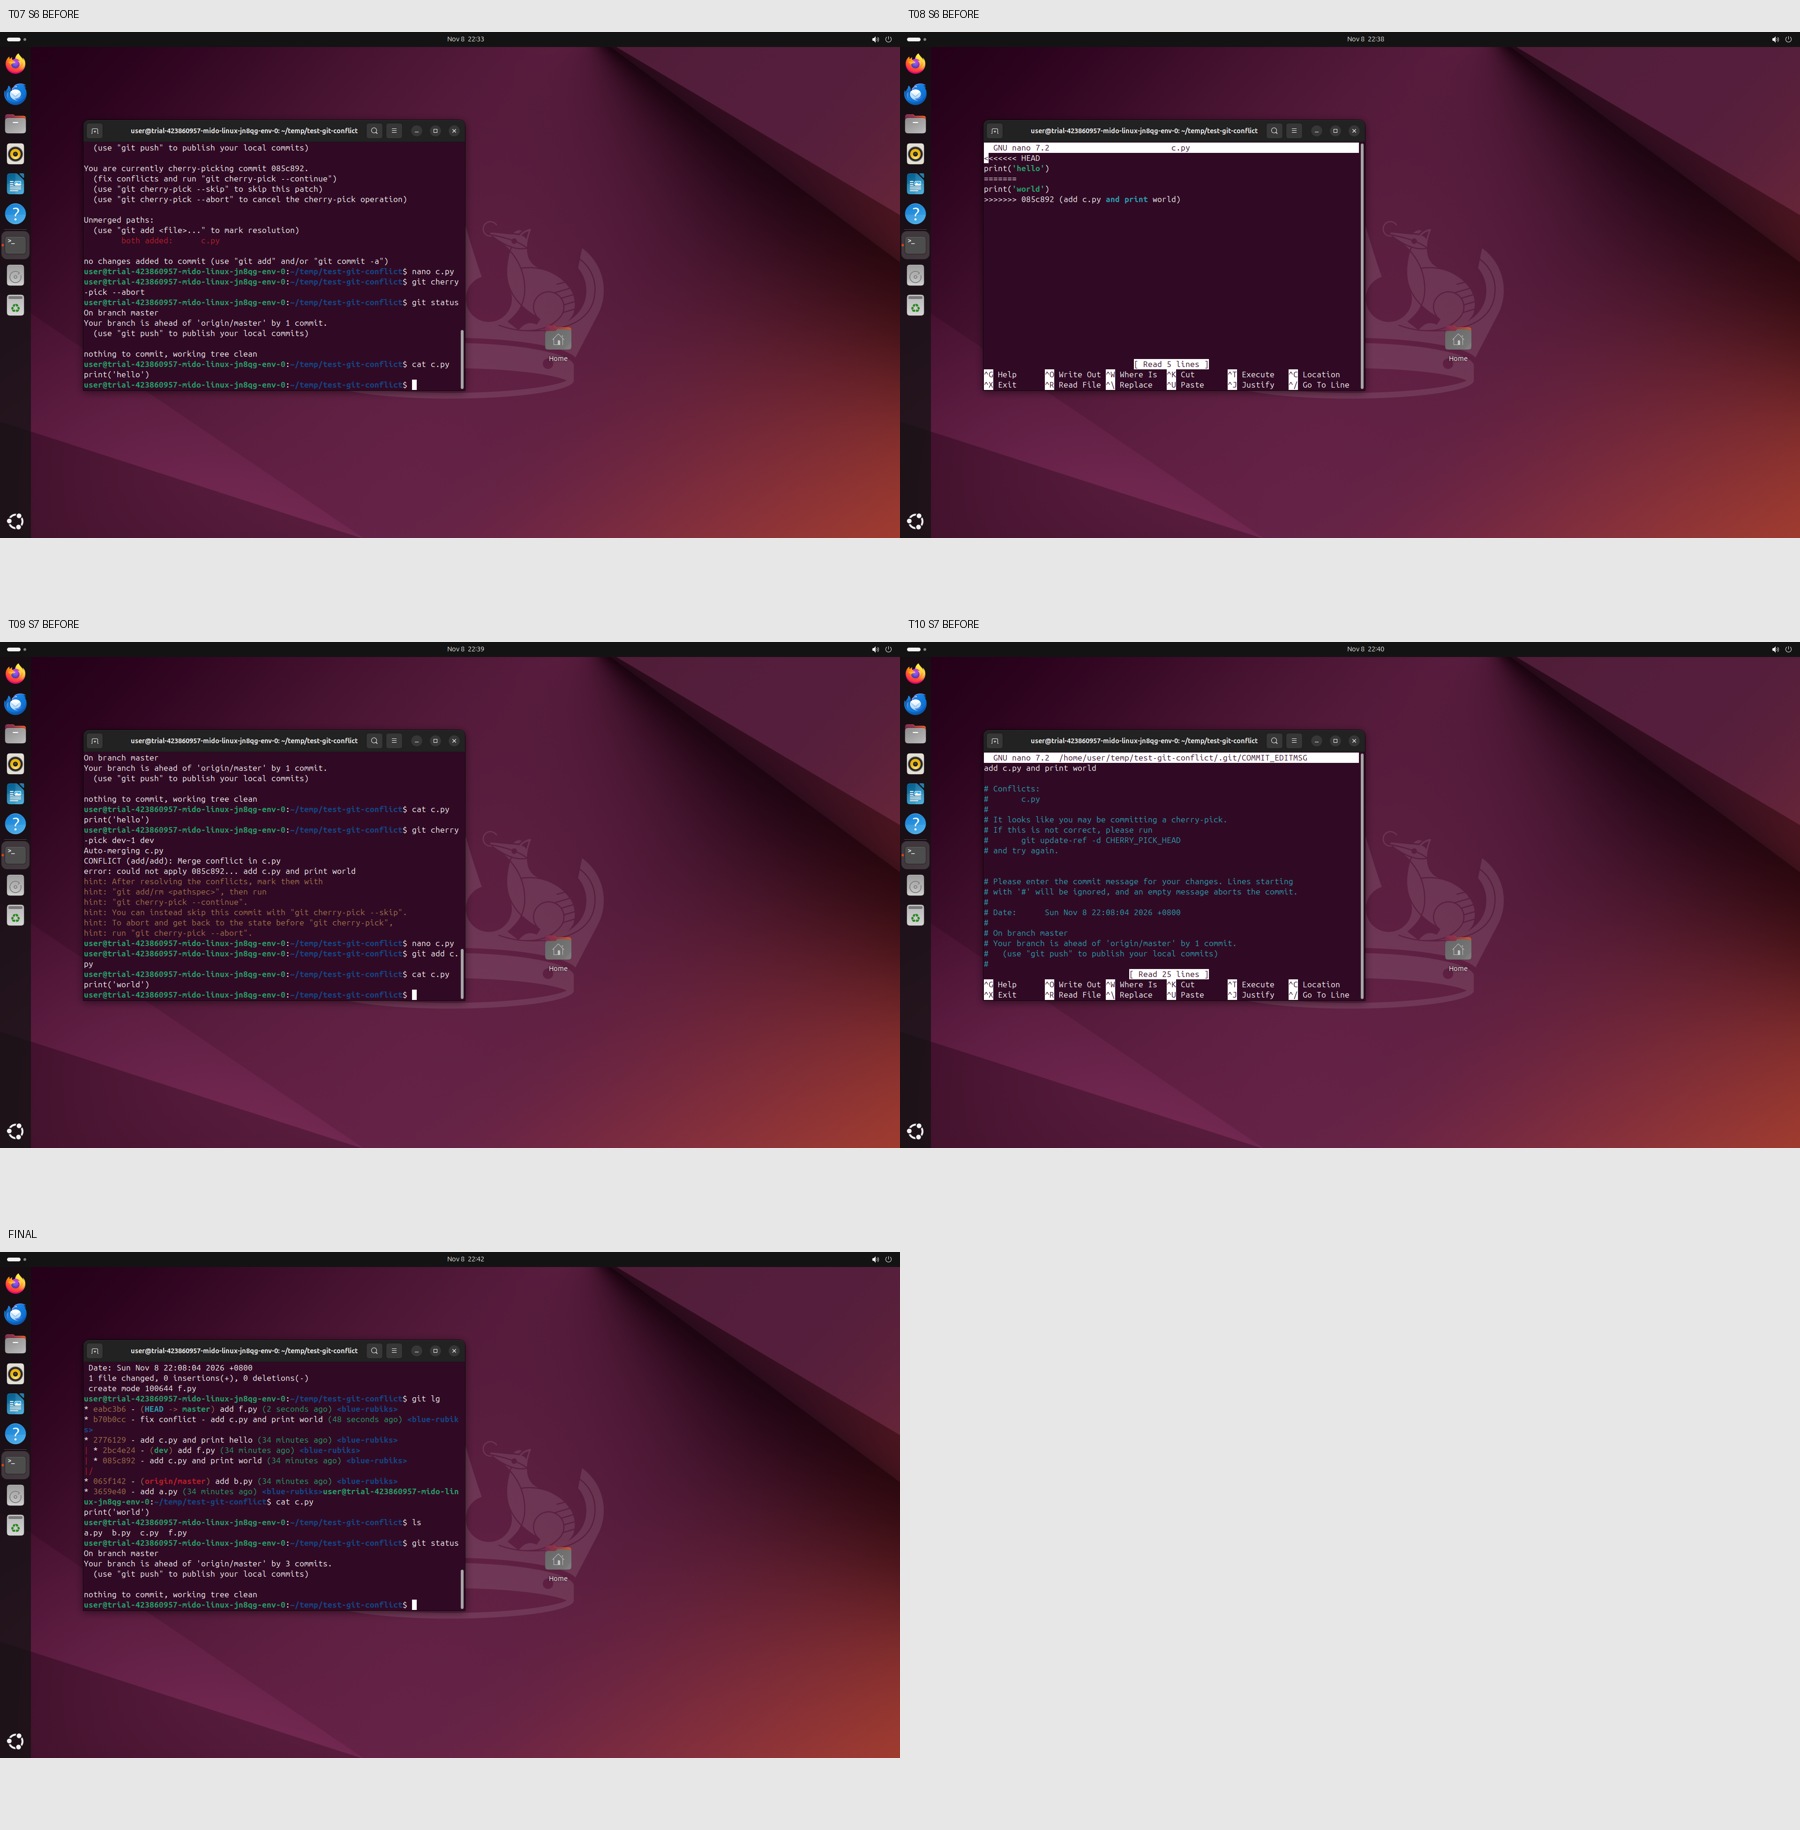 T07 S6 BEFORE
Nov 8 22:33
user@trial-423860957-mido-linux-jn8qg-env-0: ~/temp/test-git-conflict
(use "git push" to publish your local commits)
You are currently cherry-picking commit 085c892.
(fix conflicts and run "git cherry-pick --continue")
(use "git cherry-pick --skip" to skip this patch)
(use "git cherry-pick --abort" to cancel the cherry-pick operation)
Unmerged paths:
(use "git add <file>..." to mark resolution)
both added: c.py
no changes added to commit (use "git add" and/or "git commit -a")
user@trial-423860957-mido-linux-jn8qg-env-0:~/temp/test-git-conflict$ nano c.py
user@trial-423860957-mido-linux-jn8qg-env-0:~/temp/test-git-conflict$ git cherry
-pick --abort
user@trial-423860957-mido-linux-jn8qg-env-0:~/temp/test-git-conflict$ git status
On branch master
Your branch is ahead of 'origin/master' by 1 commit.
(use "git push" to publish your local commits)
nothing to commit, working tree clean
user@trial-423860957-mido-linux-jn8qg-env-0:~/temp/test-git-conflict$ cat c.py
print('hello')
user@trial-423860957-mido-linux-jn8qg-env-0:~/temp/test-git-conflict$
Home
T08 S6 BEFORE
Nov 8 22:38
user@trial-423860957-mido-linux-jn8qg-env-0: ~/temp/test-git-conflict
GNU nano 7.2 c.py
<<<<<<< HEAD
print('hello')
=======
print('world')
>>>>>>> 085c892 (add c.py and print world)
[ Read 5 lines ]
^G Help ^O Write Out ^W Where Is ^K Cut ^T Execute ^C Location
^X Exit ^R Read File ^\ Replace ^U Paste ^J Justify ^/ Go To Line
Home
T09 S7 BEFORE
Nov 8 22:39
user@trial-423860957-mido-linux-jn8qg-env-0: ~/temp/test-git-conflict
On branch master
Your branch is ahead of 'origin/master' by 1 commit.
(use "git push" to publish your local commits)
nothing to commit, working tree clean
user@trial-423860957-mido-linux-jn8qg-env-0:~/temp/test-git-conflict$ cat c.py
print('hello')
user@trial-423860957-mido-linux-jn8qg-env-0:~/temp/test-git-conflict$ git cherry
-pick dev~1 dev
Auto-merging c.py
CONFLICT (add/add): Merge conflict in c.py
error: could not apply 085c892... add c.py and print world
hint: After resolving the conflicts, mark them with
hint: "git add/rm <pathspec>", then run
hint: "git cherry-pick --continue".
hint: You can instead skip this commit with "git cherry-pick --skip".
hint: To abort and get back to the state before "git cherry-pick",
hint: run "git cherry-pick --abort".
user@trial-423860957-mido-linux-jn8qg-env-0:~/temp/test-git-conflict$ nano c.py
user@trial-423860957-mido-linux-jn8qg-env-0:~/temp/test-git-conflict$ git add c.
py
user@trial-423860957-mido-linux-jn8qg-env-0:~/temp/test-git-conflict$ cat c.py
print('world')
user@trial-423860957-mido-linux-jn8qg-env-0:~/temp/test-git-conflict$
Home
T10 S7 BEFORE
Nov 8 22:40
user@trial-423860957-mido-linux-jn8qg-env-0: ~/temp/test-git-conflict
GNU nano 7.2 /home/user/temp/test-git-conflict/.git/COMMIT_EDITMSG
add c.py and print world
# Conflicts:
# c.py
#
# It looks like you may be committing a cherry-pick.
# If this is not correct, please run
# git update-ref -d CHERRY_PICK_HEAD
# and try again.
# Please enter the commit message for your changes. Lines starting
# with '#' will be ignored, and an empty message aborts the commit.
#
# Date: Sun Nov 8 22:08:04 2026 +0800
#
# On branch master
# Your branch is ahead of 'origin/master' by 1 commit.
# (use "git push" to publish your local commits)
#
[ Read 25 lines ]
^G Help ^O Write Out ^W Where Is ^K Cut ^T Execute ^C Location
^X Exit ^R Read File ^\ Replace ^U Paste ^J Justify ^/ Go To Line
Home
FINAL
Nov 8 22:42
user@trial-423860957-mido-linux-jn8qg-env-0: ~/temp/test-git-conflict
Date: Sun Nov 8 22:08:04 2026 +0800
1 file changed, 0 insertions(+), 0 deletions(-)
create mode 100644 f.py
user@trial-423860957-mido-linux-jn8qg-env-0:~/temp/test-git-conflict$ git lg
* eabc3b6 - (HEAD -> master) add f.py (2 seconds ago) <blue-rubiks>
* b70b0cc - fix conflict - add c.py and print world (48 seconds ago) <blue-rubik
s>
* 2776129 - add c.py and print hello (34 minutes ago) <blue-rubiks>
| * 2bc4e24 - (dev) add f.py (34 minutes ago) <blue-rubiks>
| * 085c892 - add c.py and print world (34 minutes ago) <blue-rubiks>
|/
* 065f142 - (origin/master) add b.py (34 minutes ago) <blue-rubiks>
* 3659e40 - add a.py (34 minutes ago) <blue-rubiks>user@trial-423860957-mido-lin
ux-jn8qg-env-0:~/temp/test-git-conflict$ cat c.py
print('world')
user@trial-423860957-mido-linux-jn8qg-env-0:~/temp/test-git-conflict$ ls
a.py b.py c.py f.py
user@trial-423860957-mido-linux-jn8qg-env-0:~/temp/test-git-conflict$ git status
On branch master
Your branch is ahead of 'origin/master' by 3 commits.
(use "git push" to publish your local commits)
nothing to commit, working tree clean
user@trial-423860957-mido-linux-jn8qg-env-0:~/temp/test-git-conflict$
Home